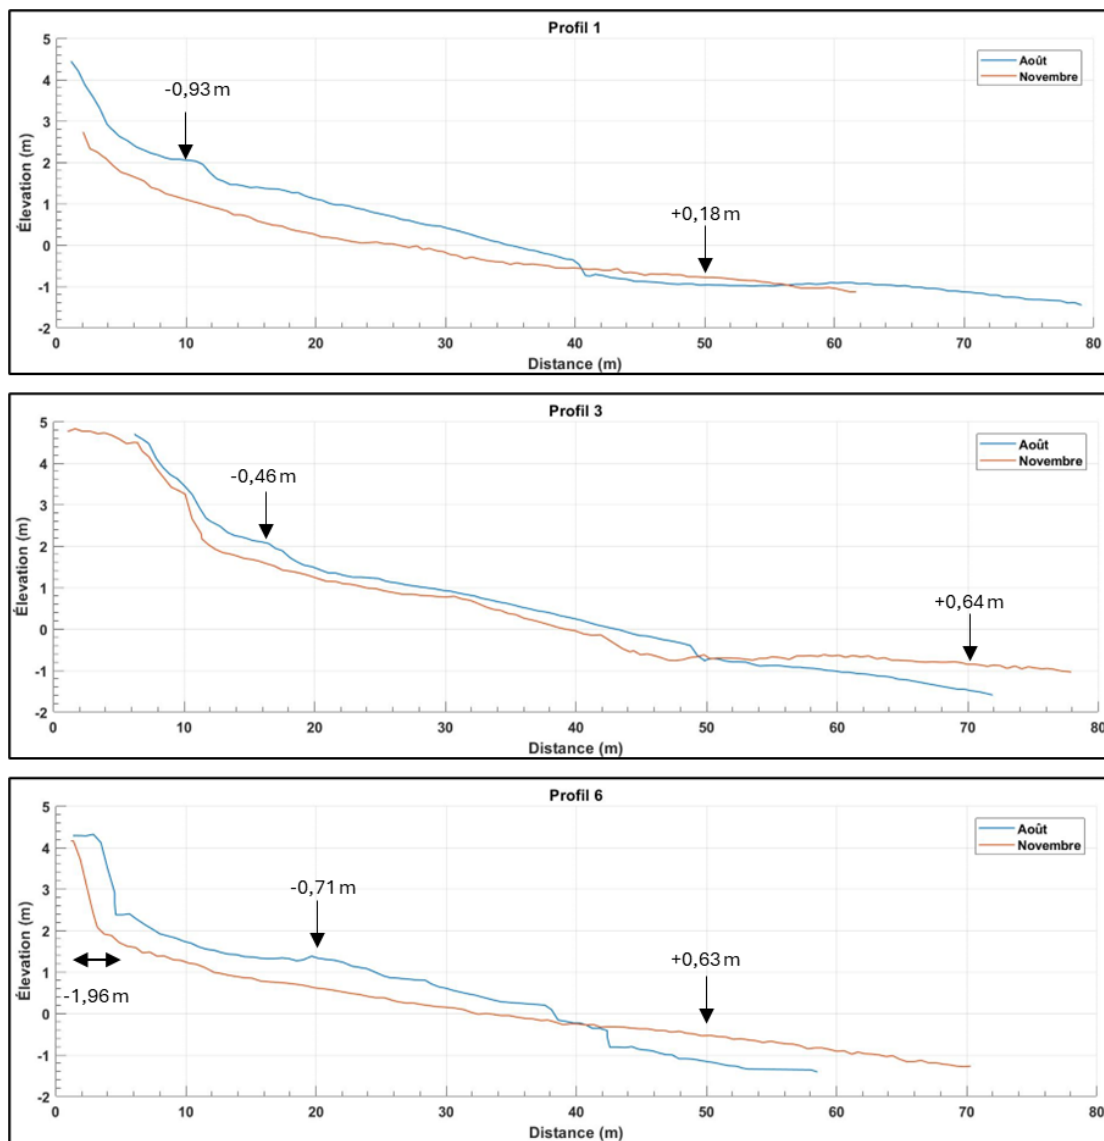 Profil 1
5
4
3
2
1
0
-1
-2
Élevation (m)
-0,93 m
+0,18 m
Août
Novembre
0 10 20 30 40 50 60 70 80
Distance (m)
Profil 3
5
4
3
2
1
0
-1
-2
Élevation (m)
-0,46 m
+0,64 m
Août
Novembre
0 10 20 30 40 50 60 70 80
Distance (m)
Profil 6
5
4
3
2
1
0
-1
-2
Élevation (m)
-0,71 m
+0,63 m
-1,96 m
Août
Novembre
0 10 20 30 40 50 60 70 80
Distance (m)